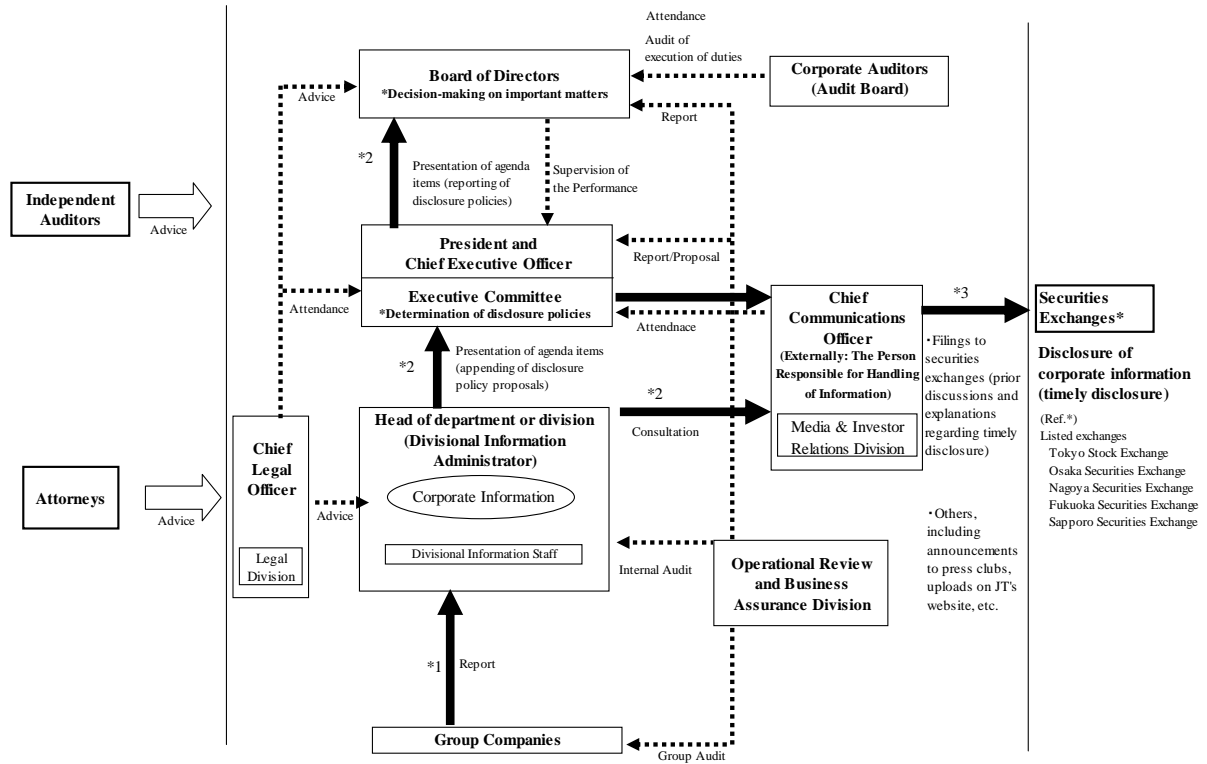 Attendance
Audit of
execution of duties
Board of Directors
*Decision-making on important matters
Corporate Auditors
(Audit Board)
Advice
Report
*2
Presentation of agenda
items (reporting of
disclosure policies)
Supervision of
the Performance
Independent
Auditors
Advice
President and
Chief Executive Officer
Report/Proposal
Executive Committee
*Determination of disclosure policies
Attendance
Attendnace
Chief
Communications
Officer
(Externally: The Person
Responsible for Handling
of Information)
Media & Investor
Relations Division
*3
Securities
Exchanges*
・Filings to
securities
exchanges (prior
discussions and
explanations
regarding timely
disclosure)
Disclosure of
corporate information
(timely disclosure)
(Ref.*)
Listed exchanges
Tokyo Stock Exchange
Osaka Securities Exchange
Nagoya Securities Exchange
Fukuoka Securities Exchange
Sapporo Securities Exchange
*2
Presentation of agenda items
(appending of disclosure
policy proposals)
*2
Consultation
Head of department or division
(Divisional Information
Administrator)
Corporate Information
Divisional Information Staff
Chief
Legal
Officer
Legal
Division
Attorneys
Advice
Advice
Internal Audit
Operational Review
and Business
Assurance Division
・Others,
including
announcements
to press clubs,
uploads on JT's
website, etc.
*1
Report
Group Companies
Group Audit